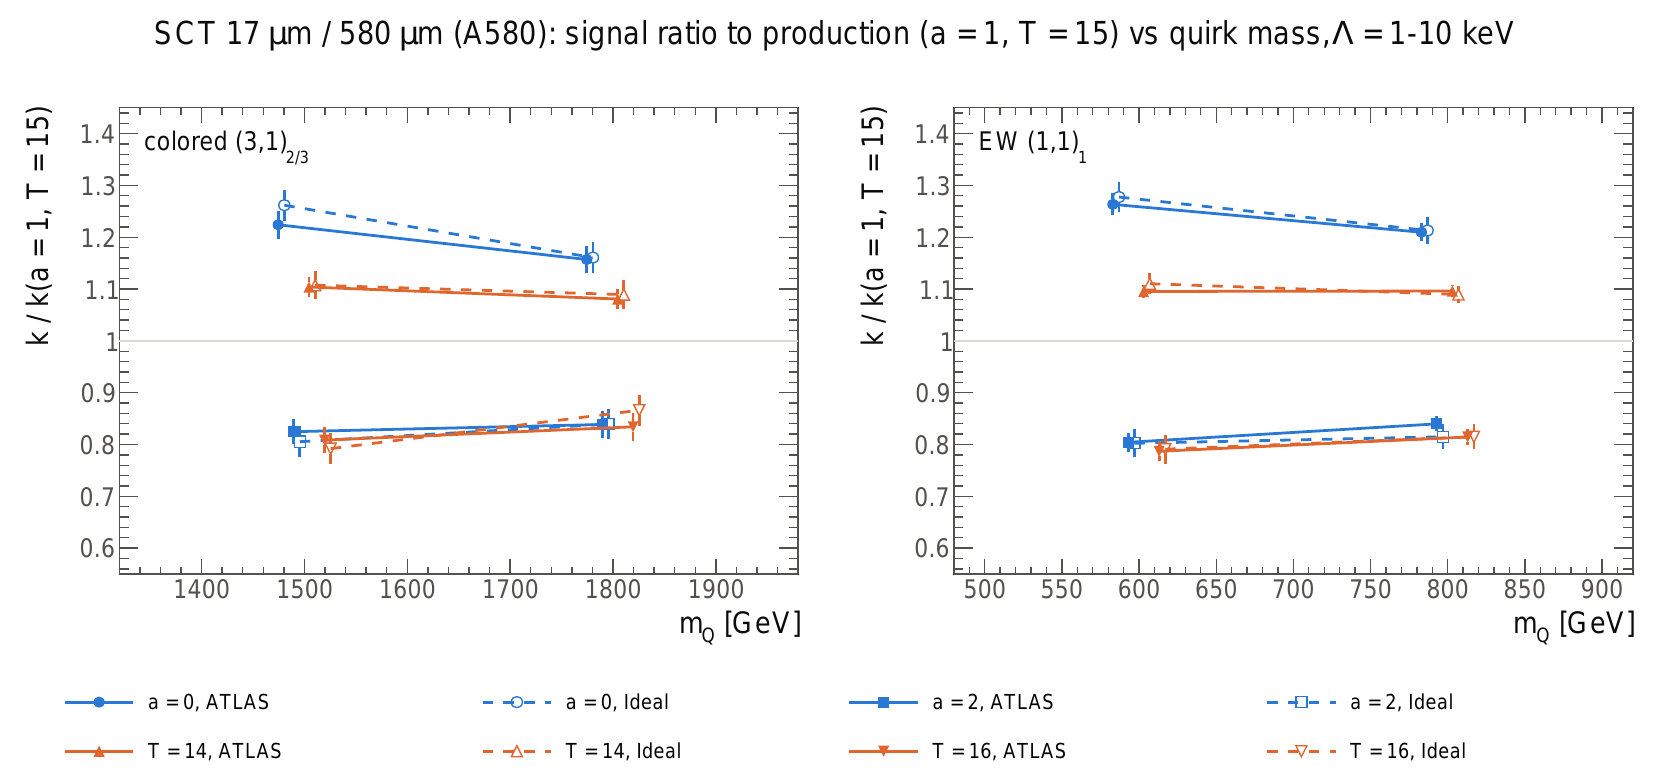 SCT 17 μm / 580 μm (A580): signal ratio to production (a = 1, T = 15) vs quirk mass, Λ = 1-10 keV
k / k(a = 1, T = 15)
colored (3,1)2/3
1.4
1.3
1.2
1.1
1
0.9
0.8
0.7
0.6
1400 1500 1600 1700 1800 1900
mQ [GeV]
k / k(a = 1, T = 15)
EW (1,1)1
1.4
1.3
1.2
1.1
1
0.9
0.8
0.7
0.6
500 550 600 650 700 750 800 850 900
mQ [GeV]
a = 0, ATLAS a = 0, Ideal a = 2, ATLAS a = 2, Ideal
T = 14, ATLAS T = 14, Ideal T = 16, ATLAS T = 16, Ideal